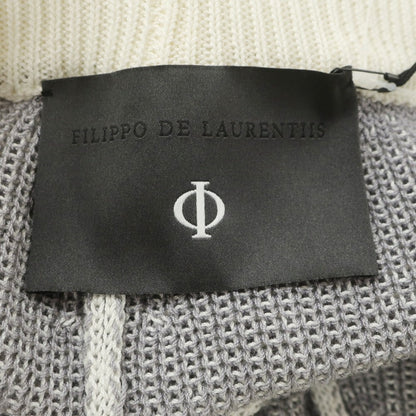 FILIPPO DE LAURENTIIS
Φ